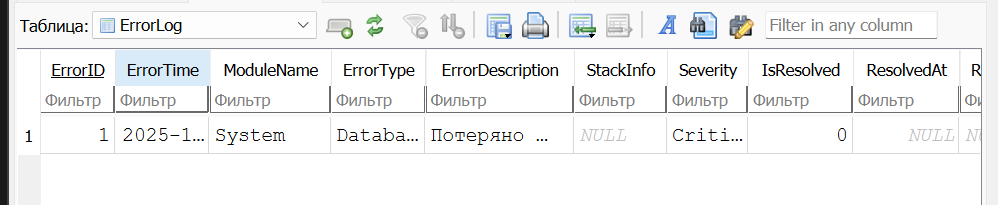 Таблица: ErrorLog Filter in any column
ErrorID ErrorTime ModuleName ErrorType ErrorDescription StackInfo Severity IsResolved ResolvedAt R
Фильтр Фильтр Фильтр Фильтр Фильтр Фильтр Фильтр Фильтр Фильтр
1 1 2025-1... System Databa... Потеряно ... NULL Criti... 0 NULL